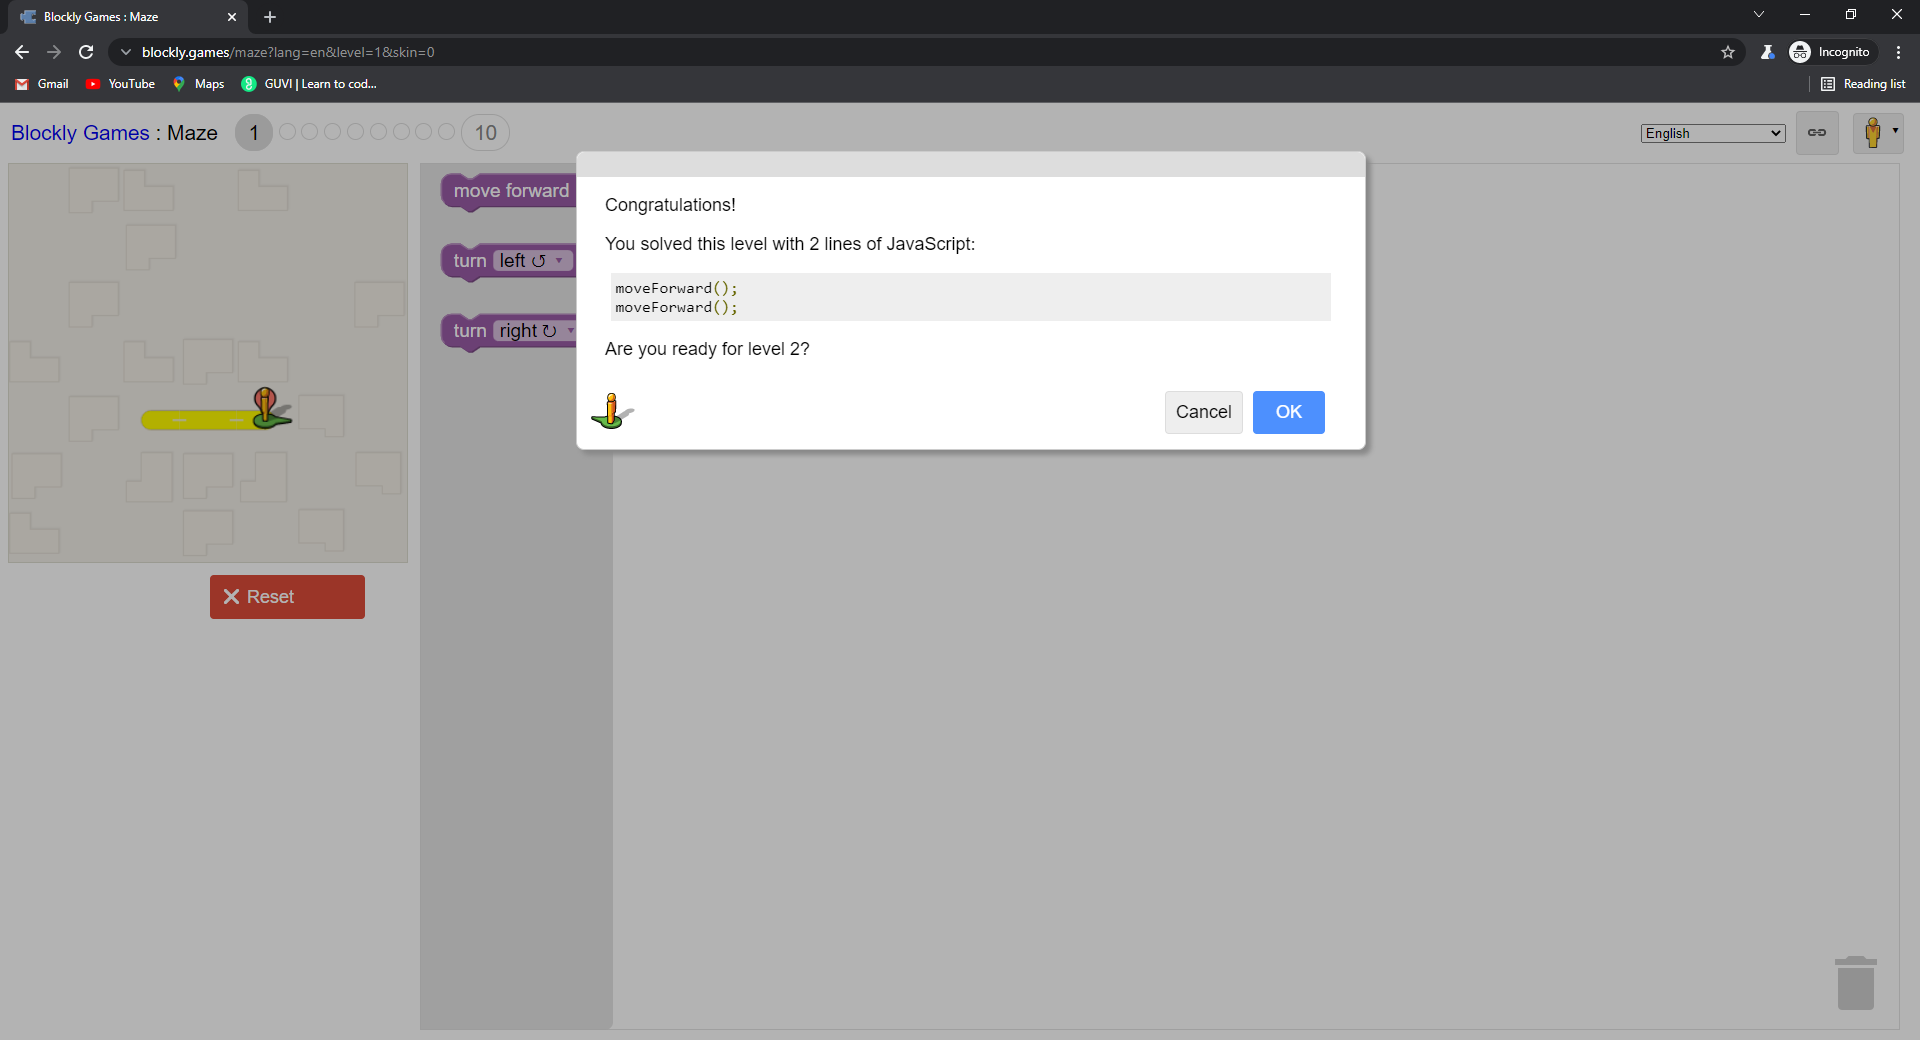 Blockly Games : Maze
blockly.games/maze?lang=en&level=1&skin=0
Incognito
Gmail
YouTube
Maps
GUVI | Learn to cod...
Reading list
Blockly Games : Maze
1
10
English
move forward
turn left ↺
turn right ↻
Congratulations!
You solved this level with 2 lines of JavaScript:
moveForward();
moveForward();
Are you ready for level 2?
Cancel
OK
Reset